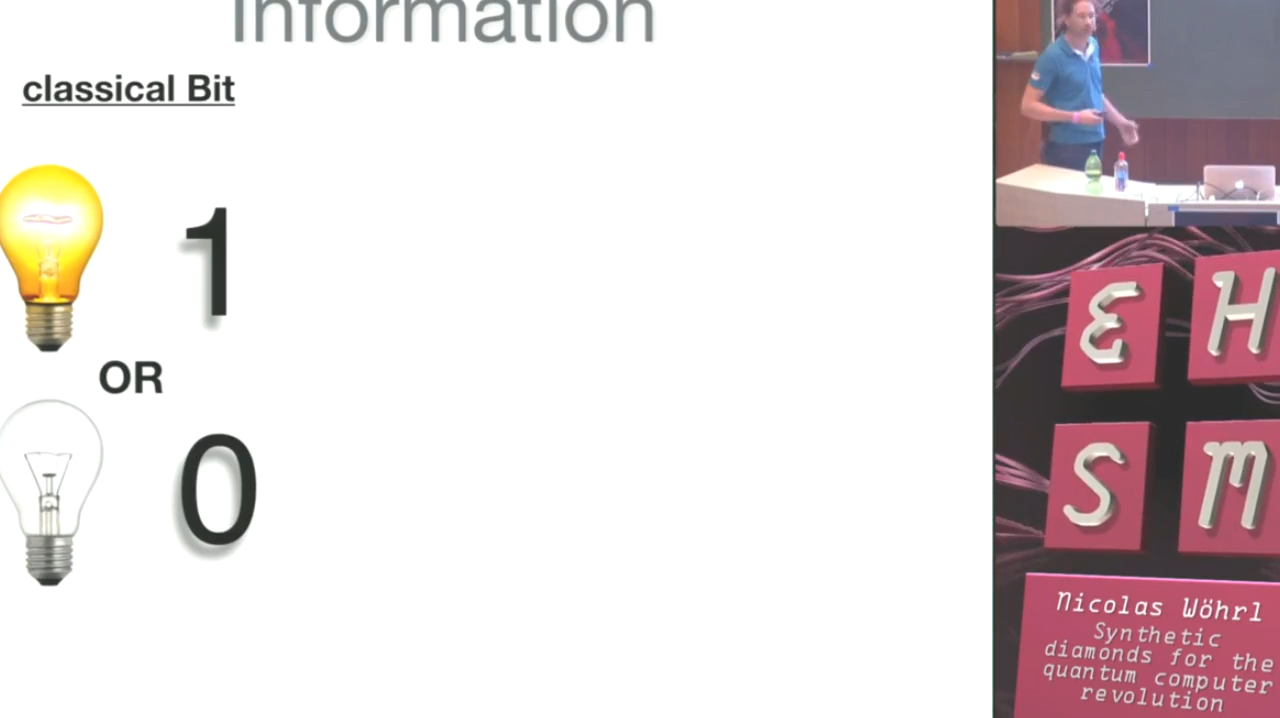 Information
classical Bit
1
OR
0
EH
SM
Nicolas Wöhrl
Synthetic
diamonds for the
quantum computer
revolution